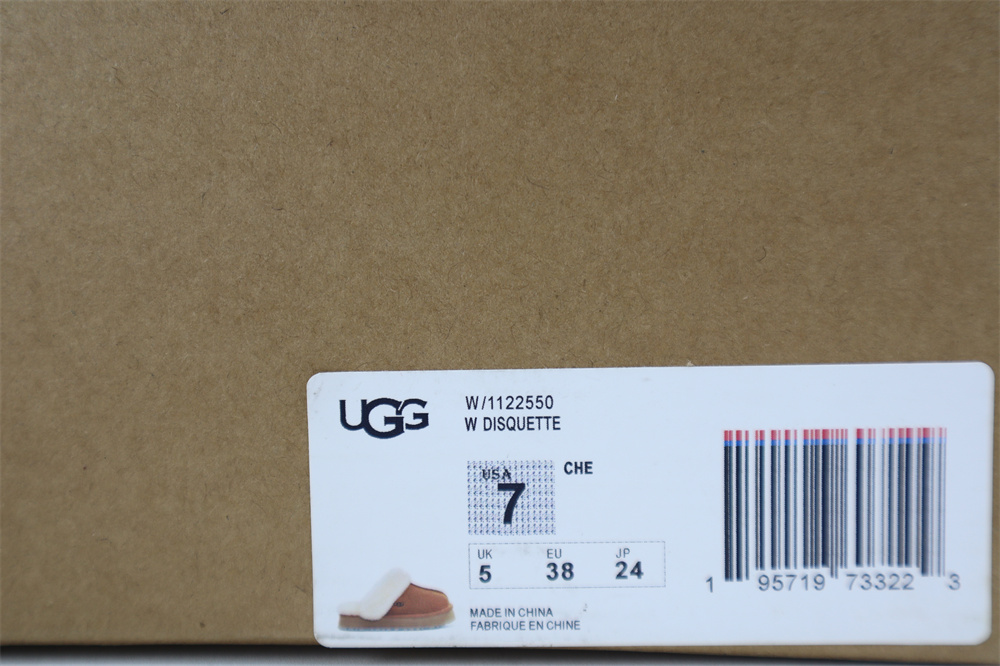 UGG
W/1122550
W DISQUETTE
USA
7
CHE
UK EU JP
5 38 24
MADE IN CHINA
FABRIQUE EN CHINE
1 95719 73322 3